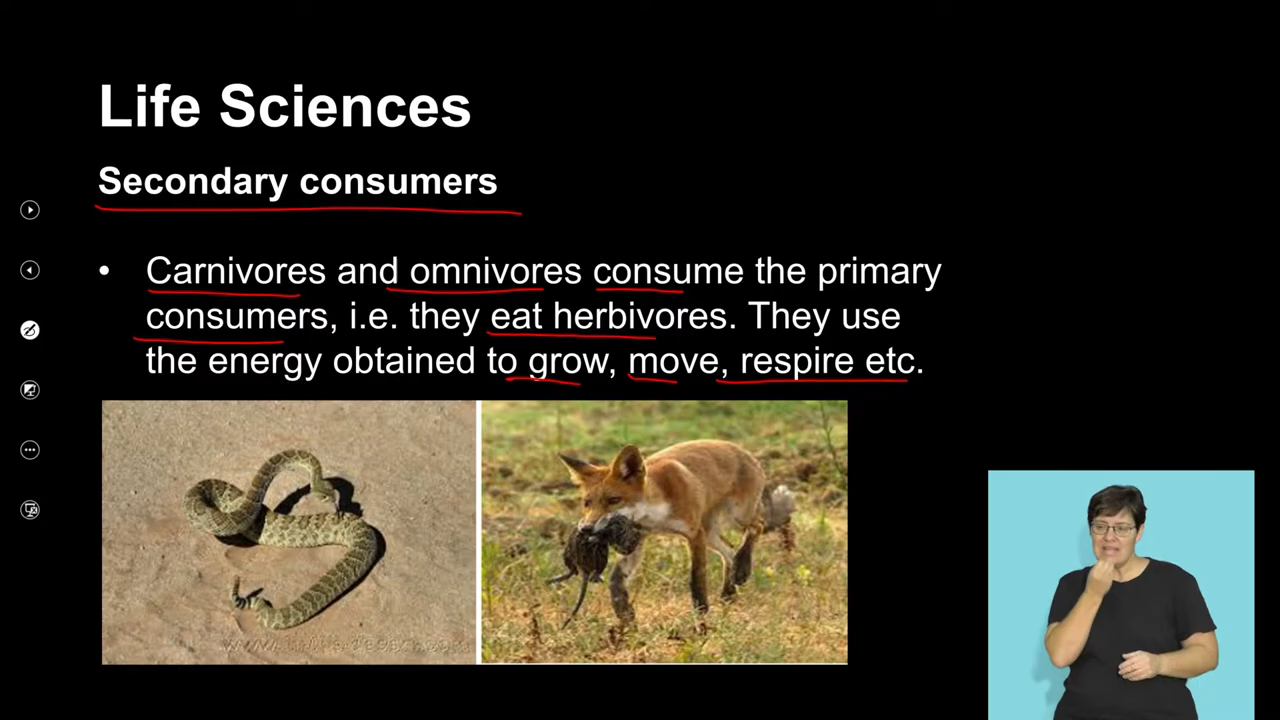 Life Sciences
Secondary consumers
• Carnivores and omnivores consume the primary
consumers, i.e. they eat herbivores. They use
the energy obtained to grow, move, respire etc.